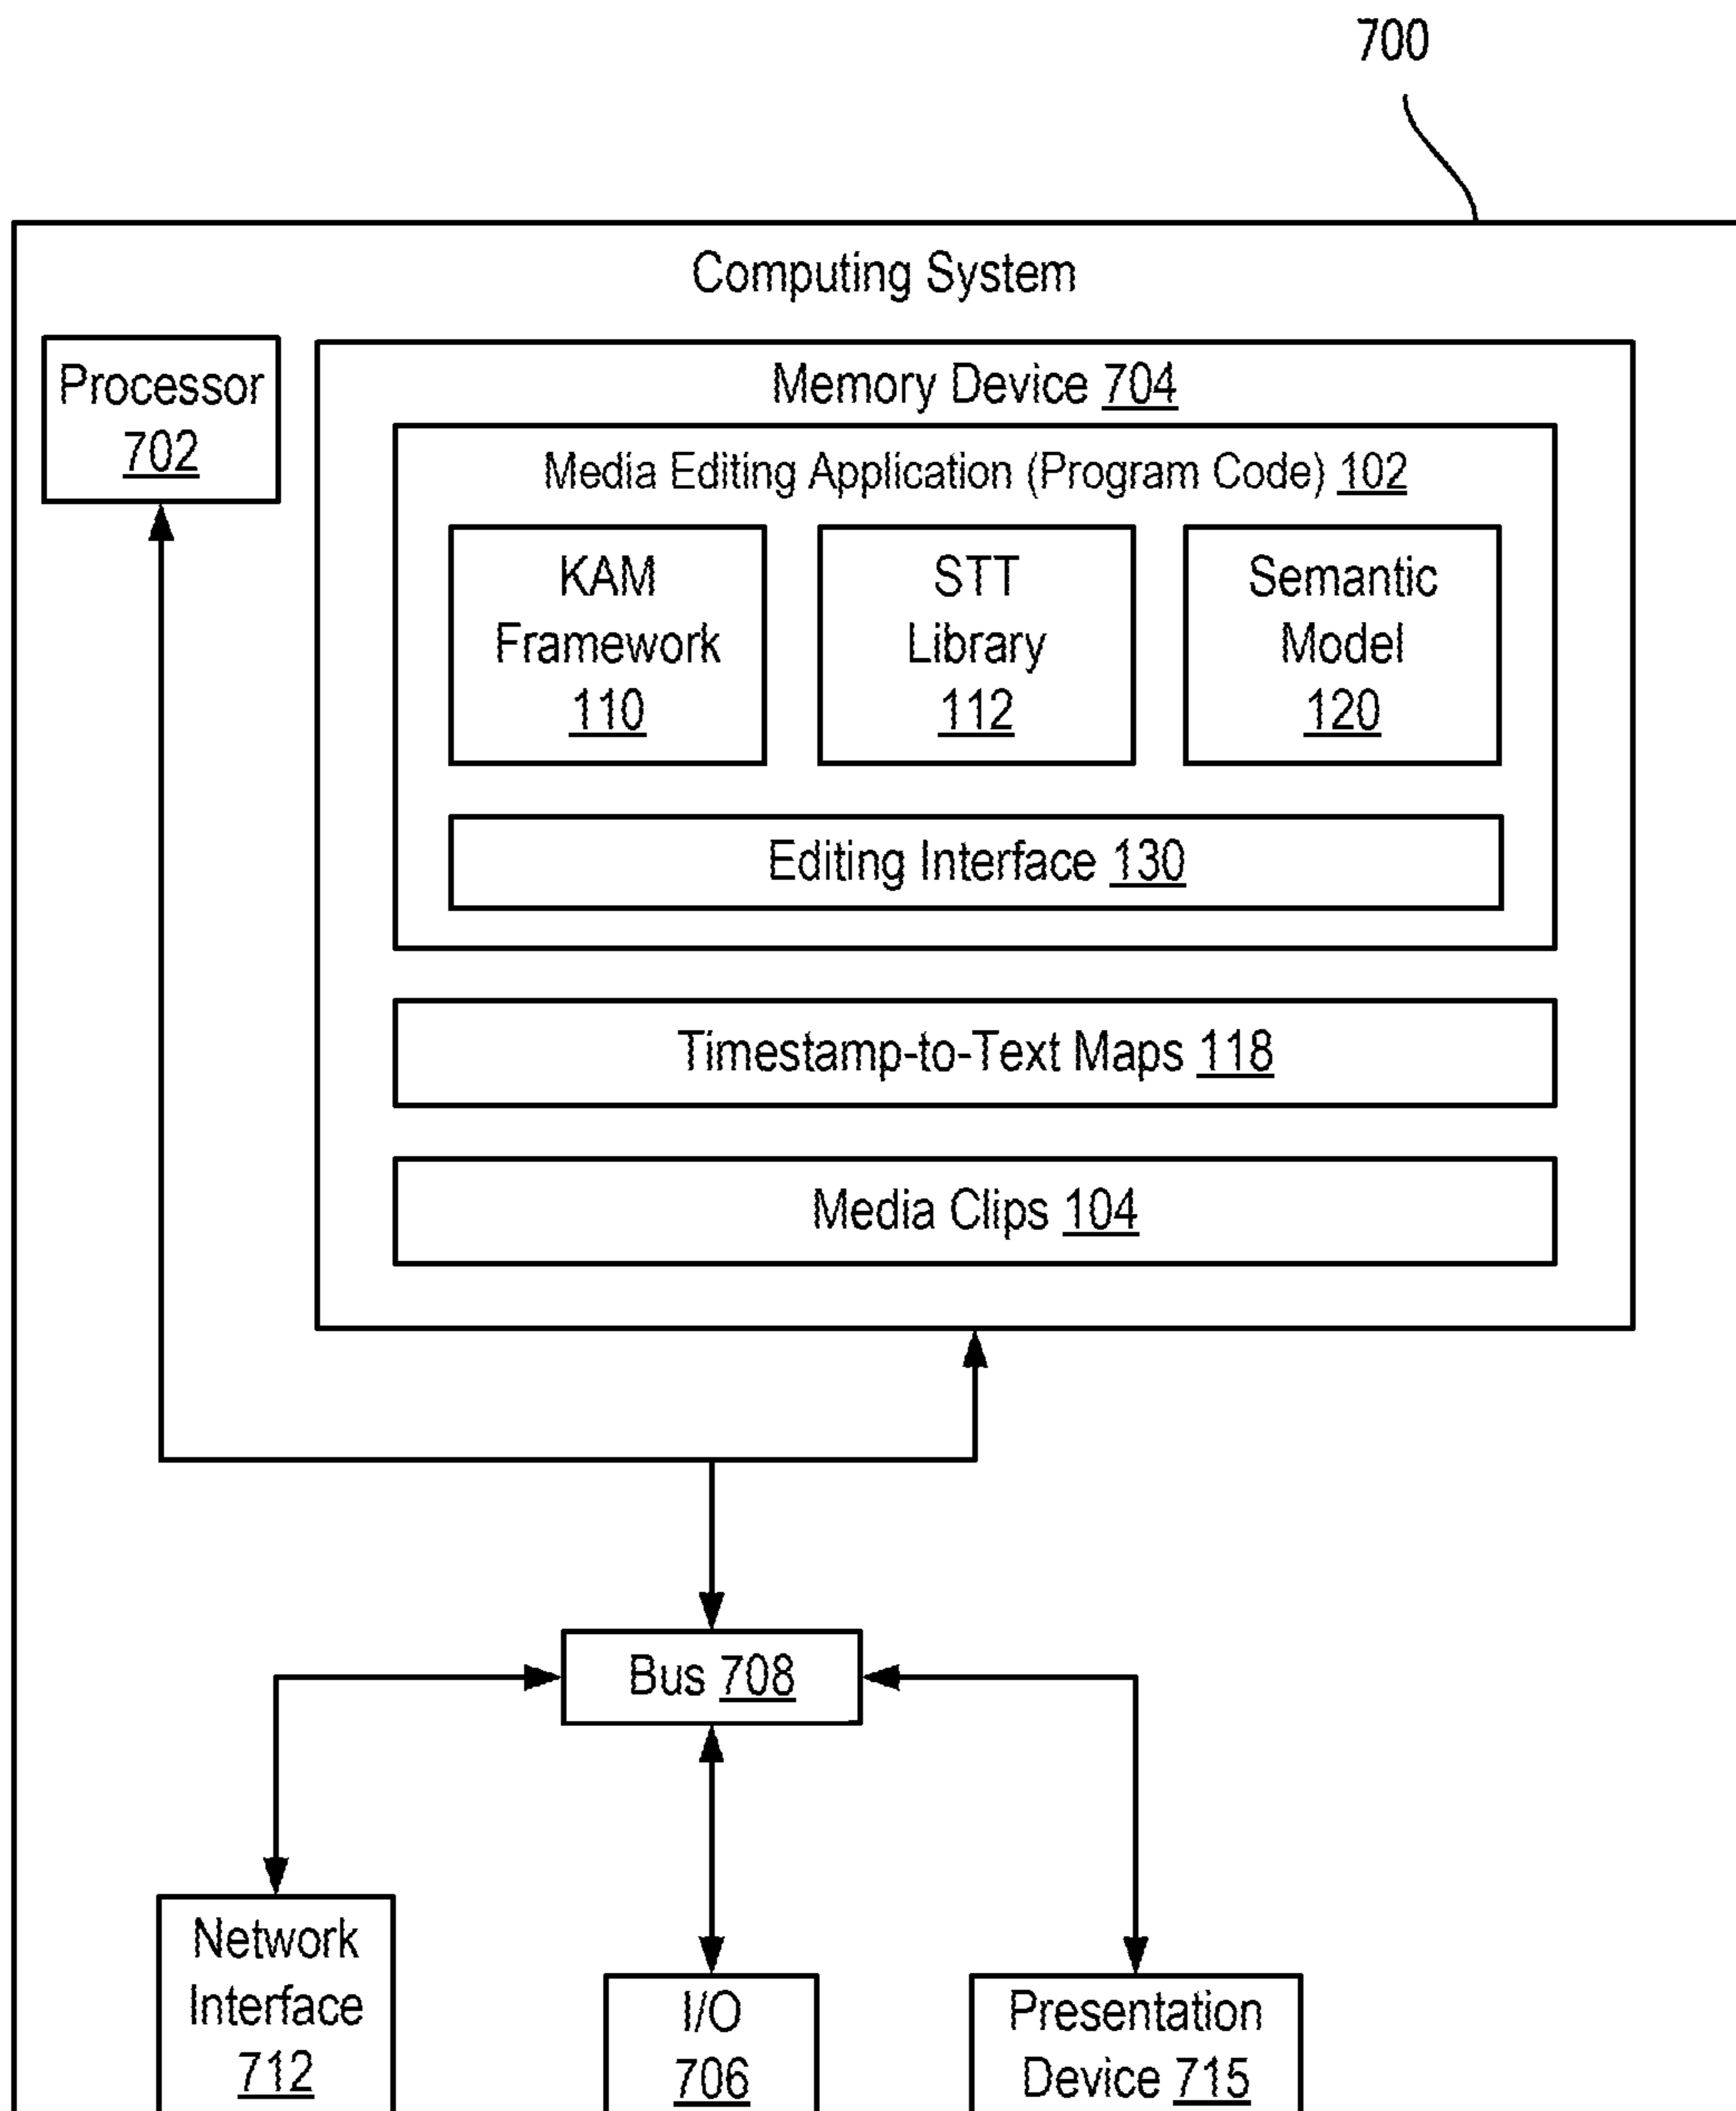 700
Computing System
Processor
702
Memory Device 704
Media Editing Application (Program Code) 102
KAM
Framework
110
STT
Library
112
Semantic
Model
120
Editing Interface 130
Timestamp-to-Text Maps 118
Media Clips 104
Bus 708
Network
Interface
712
I/O
706
Presentation
Device 715